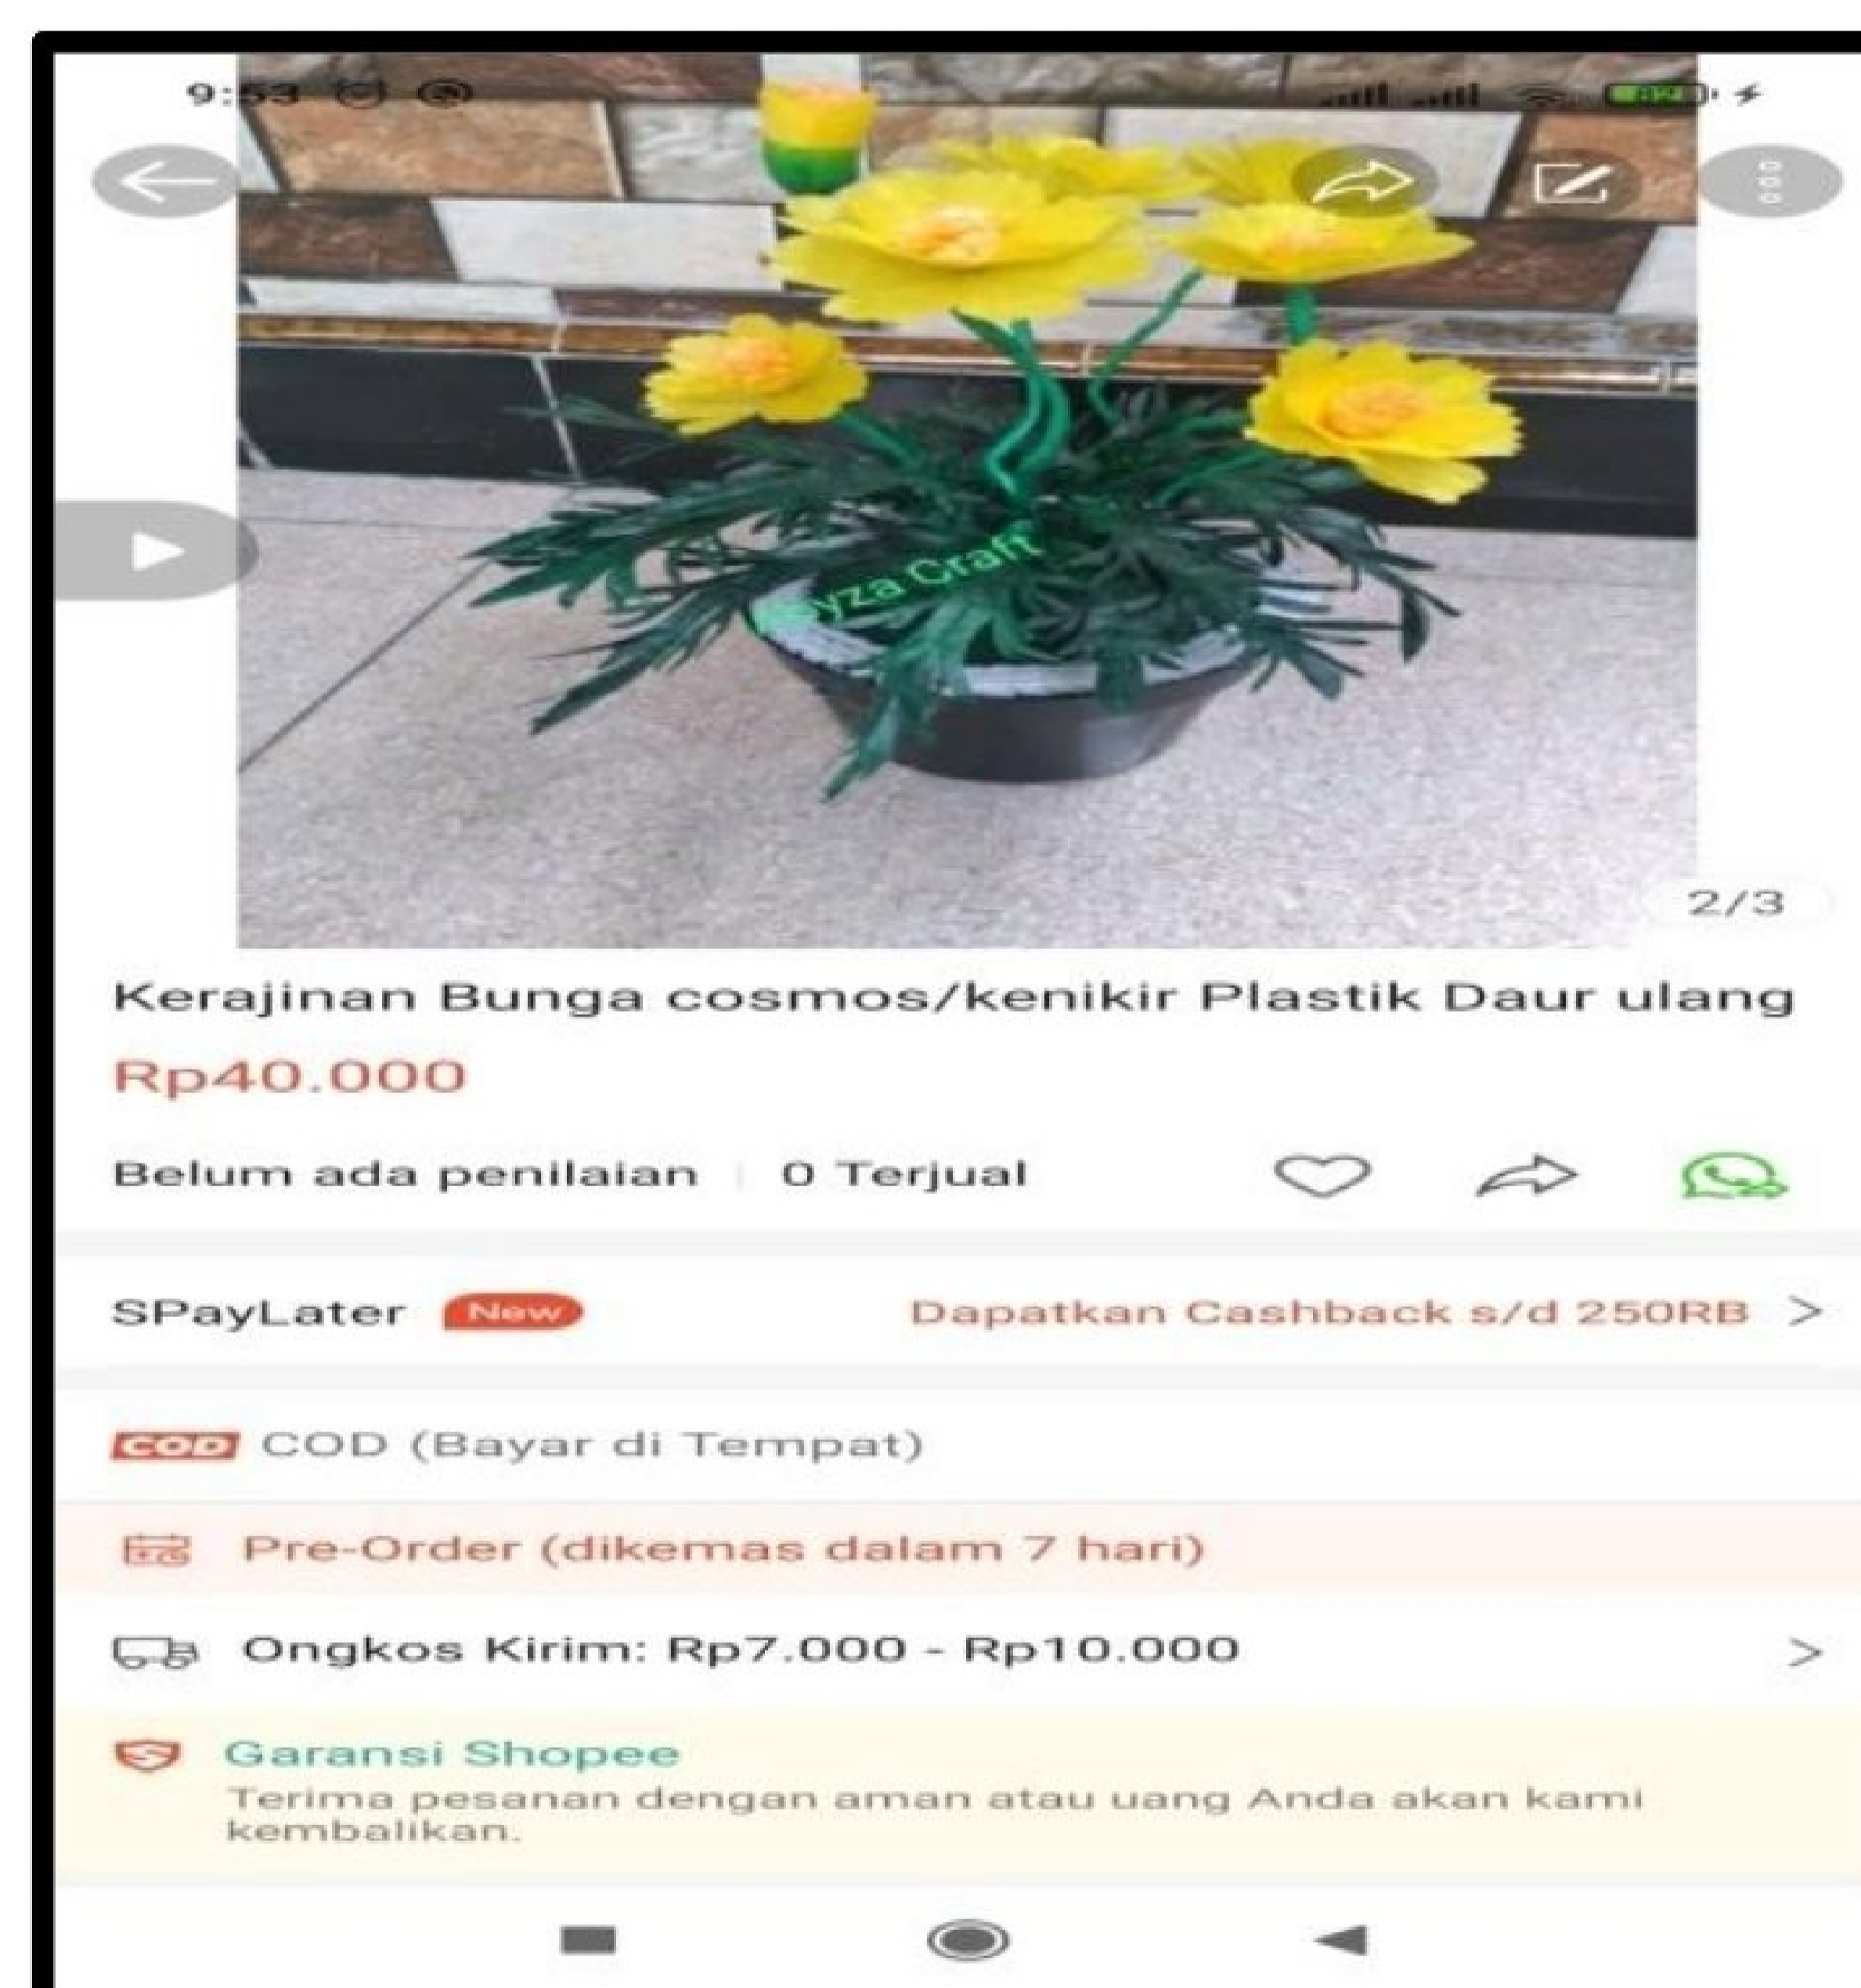 9:53
yza Craft
2/3
Kerajinan Bunga cosmos/kenikir Plastik Daur ulang
Rp40.000
Belum ada penilaian 0 Terjual
SPayLater New Dapatkan Cashback s/d 250RB
COD COD (Bayar di Tempat)
Pre-Order (dikemas dalam 7 hari)
Ongkos Kirim: Rp7.000 - Rp10.000
Garansi Shopee
Terima pesanan dengan aman atau uang Anda akan kami
kembalikan.